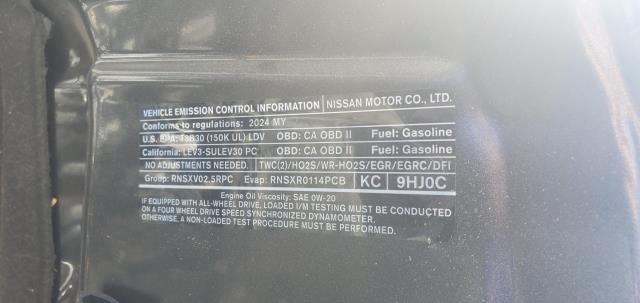 VEHICLE EMISSION CONTROL INFORMATION NISSAN MOTOR CO., LTD.
Conforms to regulations: 2024 MY
U.S. EPA: T3B30 (150K UL) LDV OBD: CA OBD II Fuel: Gasoline
California: LEV3-SULEV30 PC OBD: CA OBD II Fuel: Gasoline
NO ADJUSTMENTS NEEDED. TWC(2)/HO2S/WR-HO2S/EGR/EGRC/DFI
Group: RNSXV02.5RPC Evap: RNSXR0114PCB KC 9HJ0C
Engine Oil Viscosity: SAE 0W-20
IF EQUIPPED WITH ALL-WHEEL DRIVE, LOADED I/M TESTING MUST BE CONDUCTED
ON A FOUR WHEEL DRIVE SPEED SYNCHRONIZED DYNAMOMETER.
OTHERWISE, A NON-LOADED TEST PROCEDURE MUST BE CONDUCTED.